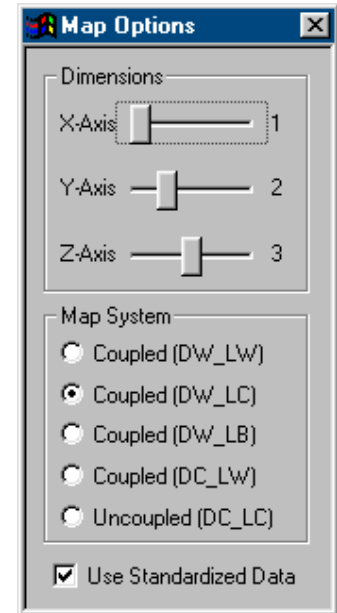 Map Options
Dimensions
X-Axis 1
Y-Axis 2
Z-Axis 3
Map System
Coupled (DW_LW)
Coupled (DW_LC)
Coupled (DW_LB)
Coupled (DC_LW)
Uncoupled (DC_LC)
Use Standardized Data